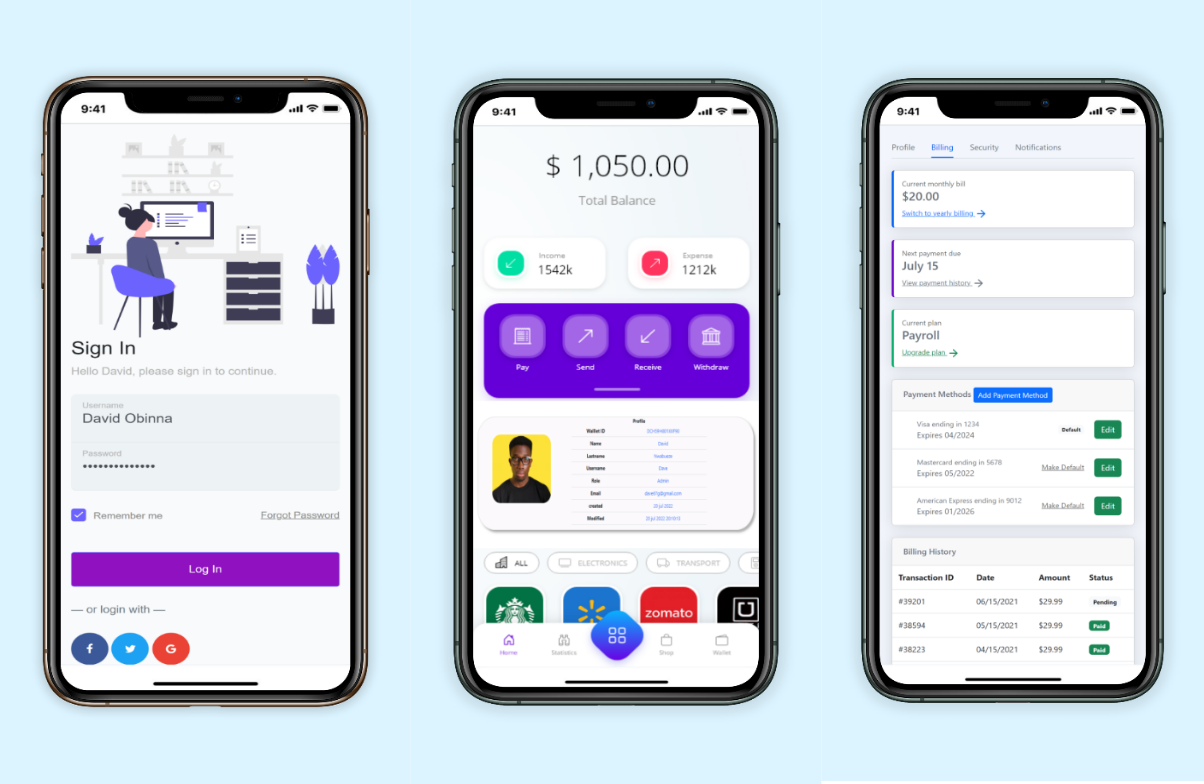 9:41
Sign In
Hello David, please sign in to continue.
Username
David Obinna
Password
••••••••••••••
Remember me
Forgot Password
Log In
— or login with —
f
G
9:41
$ 1,050.00
Total Balance
Income
1542k
Expense
1212k
Pay
Send
Receive
Withdraw
Profile
Wallet ID
Name David
Lastname
Username Dave
Role Admin
Email
created 20 jul 2022
Modified
ALL
ELECTRONICS
TRANSPORT
zomato
U
Home
Statistics
Shop
Wallet
9:41
Profile Billing Security Notifications
Current monthly bill
$20.00
Switch to yearly billing
Next payment due
July 15
View payment history
Current plan
Payroll
Upgrade plan
Payment Methods Add Payment Method
Visa ending in 1234
Expires 04/2024
Default Edit
Mastercard ending in 5678
Expires 05/2022
Make Default Edit
American Express ending in 9012
Expires 01/2026
Make Default Edit
Billing History
Transaction ID Date Amount Status
#39201 06/15/2021 $29.99 Pending
#38594 05/15/2021 $29.99 Paid
#38223 04/15/2021 $29.99 Paid